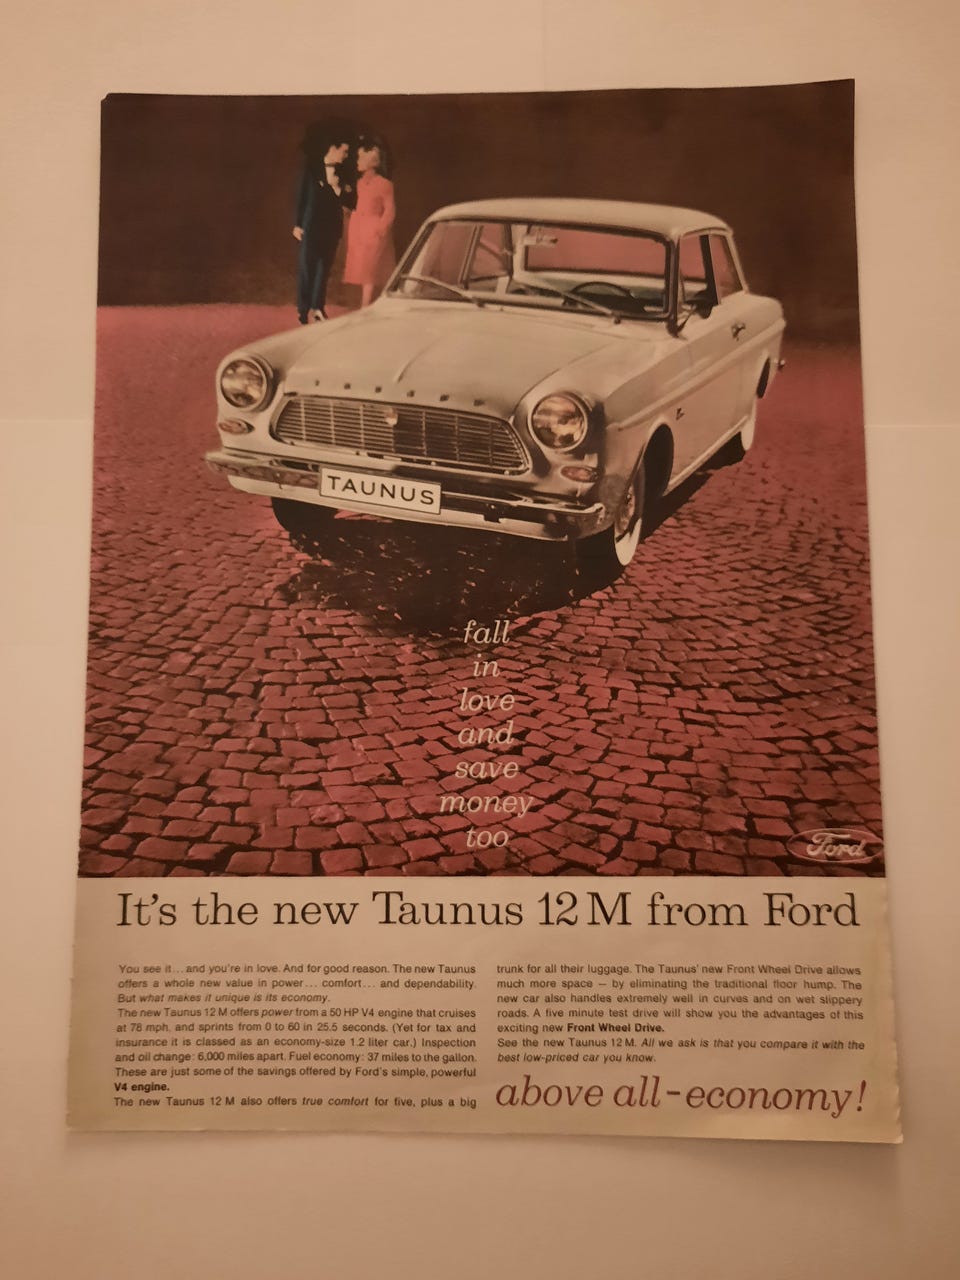 TAUNUS
fall
in
love
and
save
money
too
Ford
It's the new Taunus 12 M from Ford
You see it... and you're in love. And for good reason. The new Taunus
offers a whole new value in power... comfort... and dependability.
But what makes it unique is its economy.
The new Taunus 12 M offers power from a 50 HP V4 engine that cruises
at 78 mph, and sprints from 0 to 60 in 25.5 seconds. (Yet for tax and
insurance it is classed as an economy-size 1.2 liter car.) Inspection
and oil change: 6,000 miles apart. Fuel economy: 37 miles to the gallon.
These are just some of the savings offered by Ford's simple, powerful
V4 engine.
The new Taunus 12 M also offers true comfort for five, plus a big
trunk for all their luggage. The Taunus' new Front Wheel Drive allows
much more space — by eliminating the traditional floor hump. The
new car also handles extremely well in curves and on wet slippery
roads. A five minute test drive will show you the advantages of this
exciting new Front Wheel Drive.
See the new Taunus 12 M. All we ask is that you compare it with the
best low-priced car you know.
above all-economy!